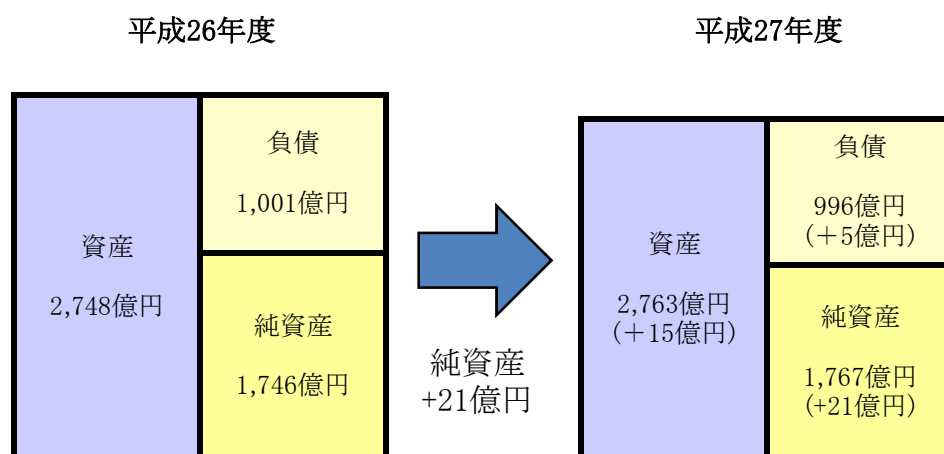 平成26年度
資産
2,748億円
負債
1,001億円
純資産
1,746億円
純資産
+21億円
平成27年度
資産
2,763億円
(＋15億円)
負債
996億円
(＋5億円)
純資産
1,767億円
(+21億円)